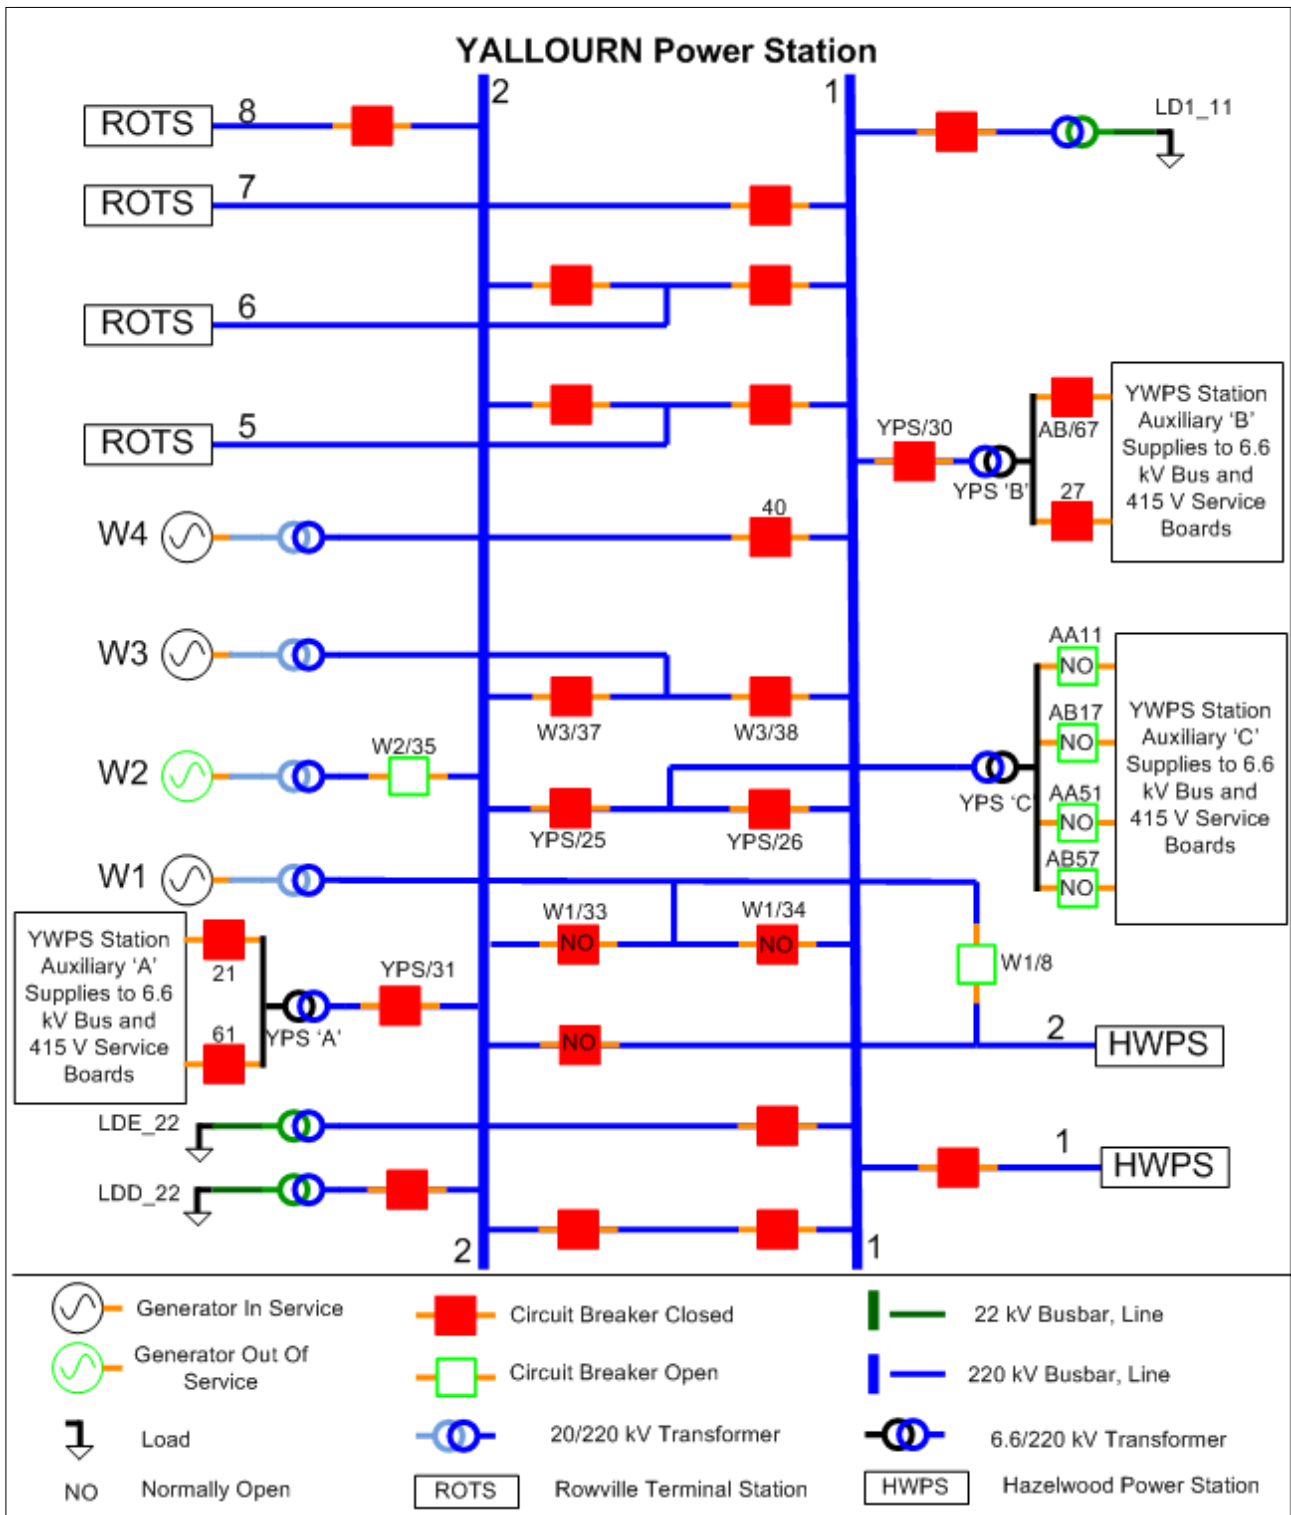 YALLOURN Power Station
2
1
ROTS
8
LD1_11
ROTS
7
ROTS
6
ROTS
5
YPS/30
YPS 'B'
AB/67
27
YWPS Station
Auxiliary 'B'
Supplies to 6.6
kV Bus and
415 V Service
Boards
W4
40
W3
W3/37
W3/38
AA11
NO
AB17
NO
AA51
NO
AB57
NO
YPS 'C'
YWPS Station
Auxiliary 'C'
Supplies to 6.6
kV Bus and
415 V Service
Boards
W2
W2/35
YPS/25
YPS/26
W1
W1/33
NO
W1/34
NO
W1/8
YWPS Station
Auxiliary 'A'
Supplies to 6.6
kV Bus and
415 V Service
Boards
21
61
YPS 'A'
YPS/31
NO
2
HWPS
LDE_22
1
HWPS
LDD_22
2
1
Generator In Service
Circuit Breaker Closed
22 kV Busbar, Line
Generator Out Of
Service
Circuit Breaker Open
220 kV Busbar, Line
Load
20/220 kV Transformer
6.6/220 kV Transformer
NO
Normally Open
ROTS
Rowville Terminal Station
HWPS
Hazelwood Power Station